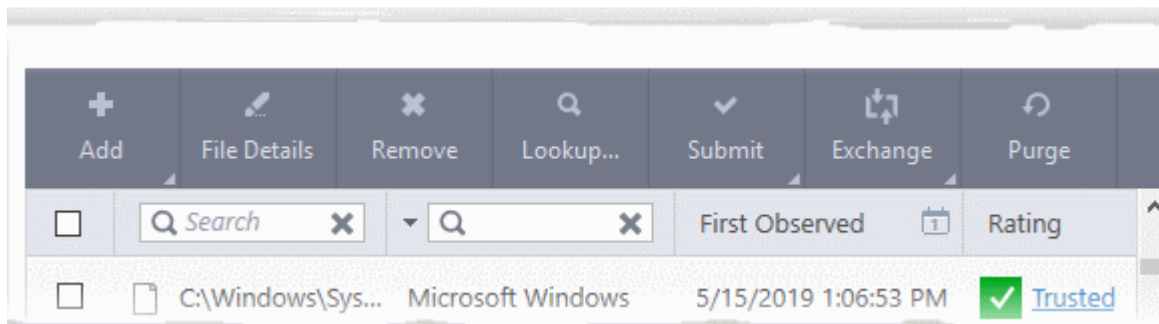 Add File Details Remove Lookup... Submit Exchange Purge
Search First Observed 1 Rating
C:\Windows\Sys... Microsoft Windows 5/15/2019 1:06:53 PM Trusted